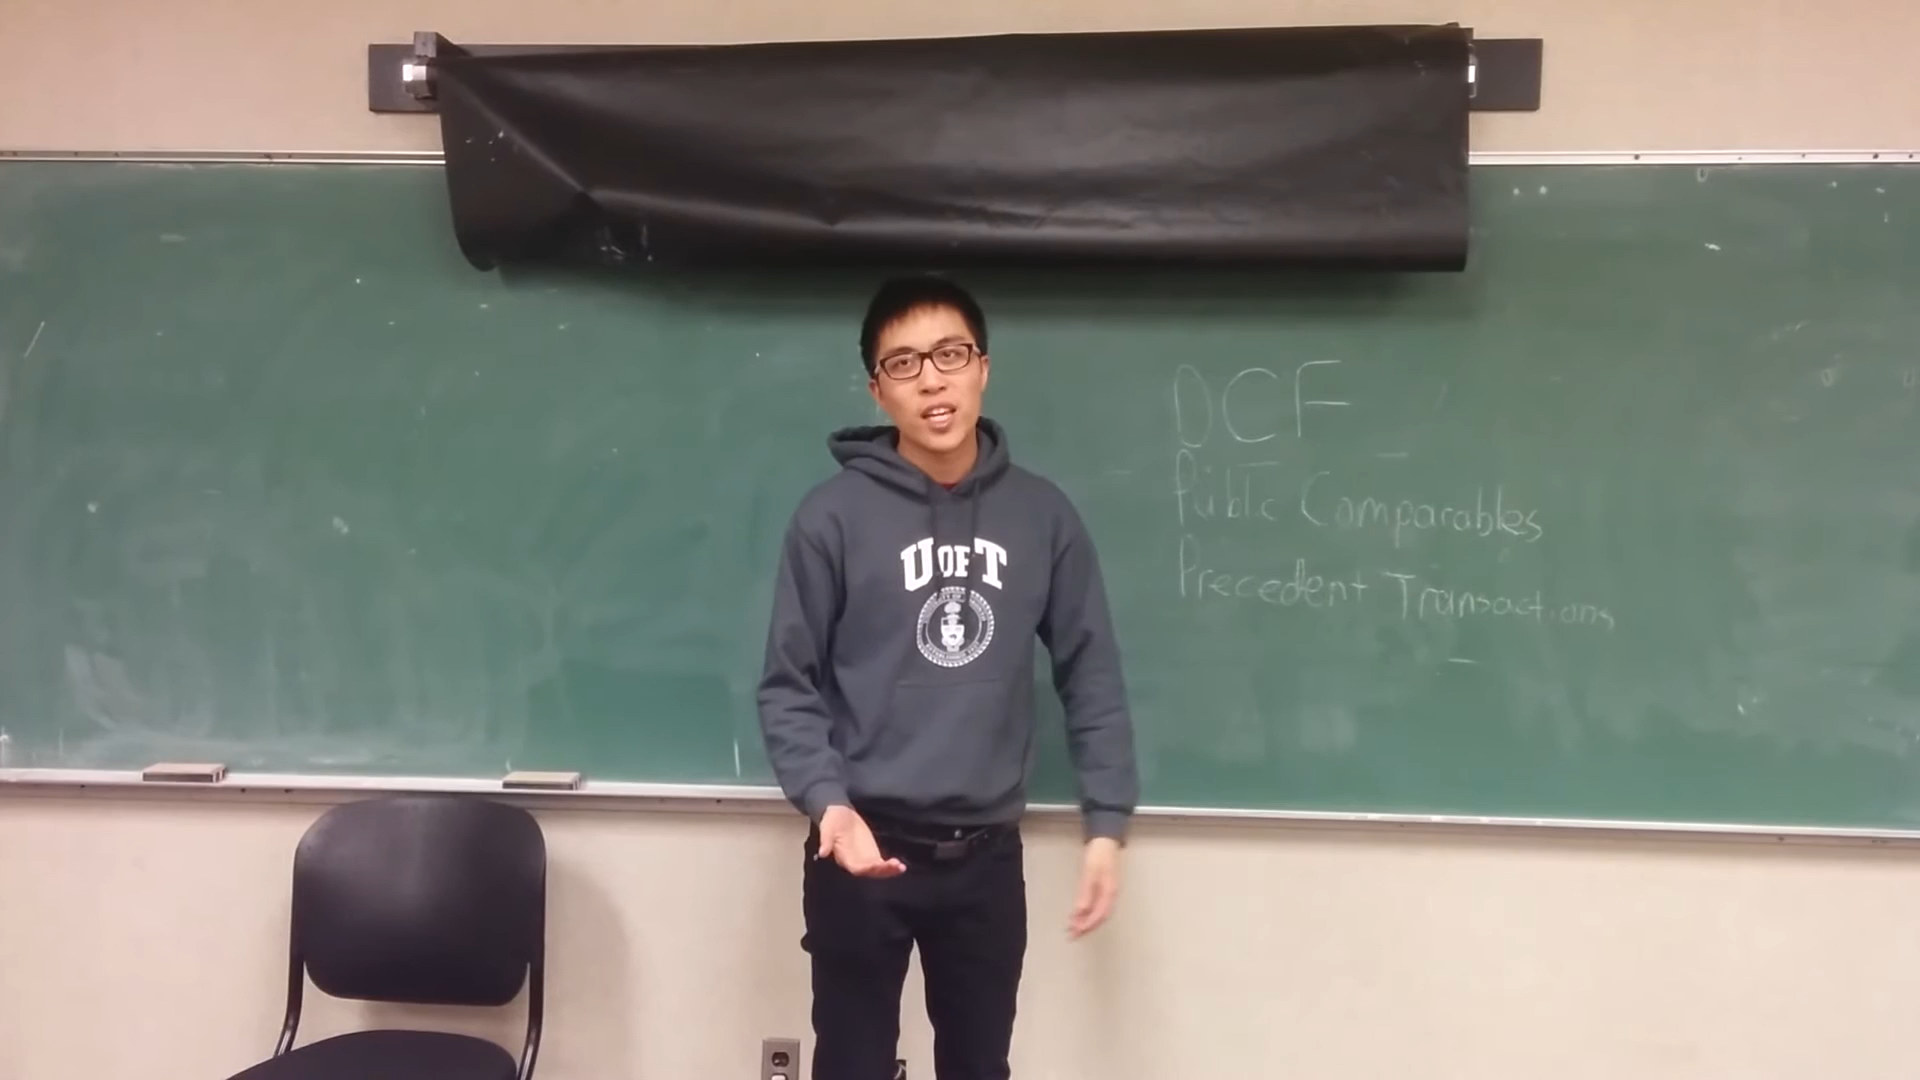 DCF
Public Comparables
Precedent Transactions
U OF T